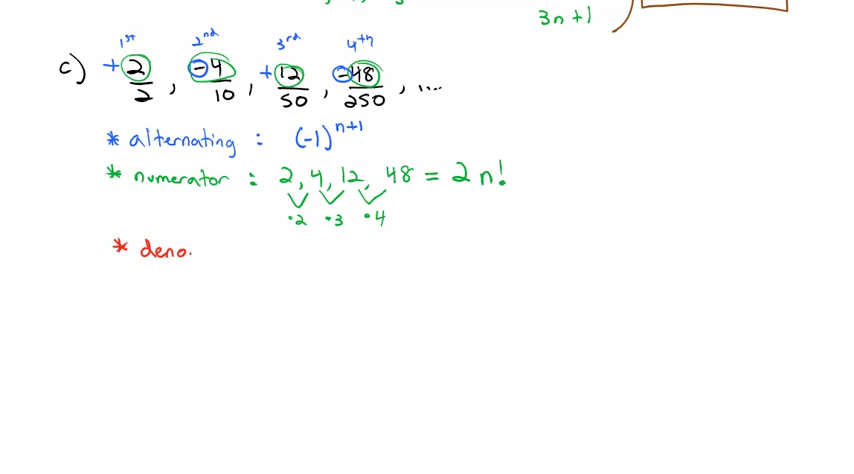 3n + 1
1st 2nd 3rd 4th
c) + 2/2 , - 4/10 , + 12/50 , - 48/250 , ....
* alternating : (-1)^(n+1)
* numerator : 2, 4, 12, 48 = 2 n!
·2 ·3 ·4
* deno.